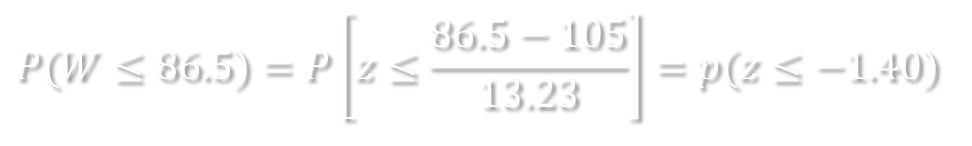 P(W ≤ 86.5) = P [z ≤ (86.5 − 105)/13.23] = p(z ≤ −1.40)